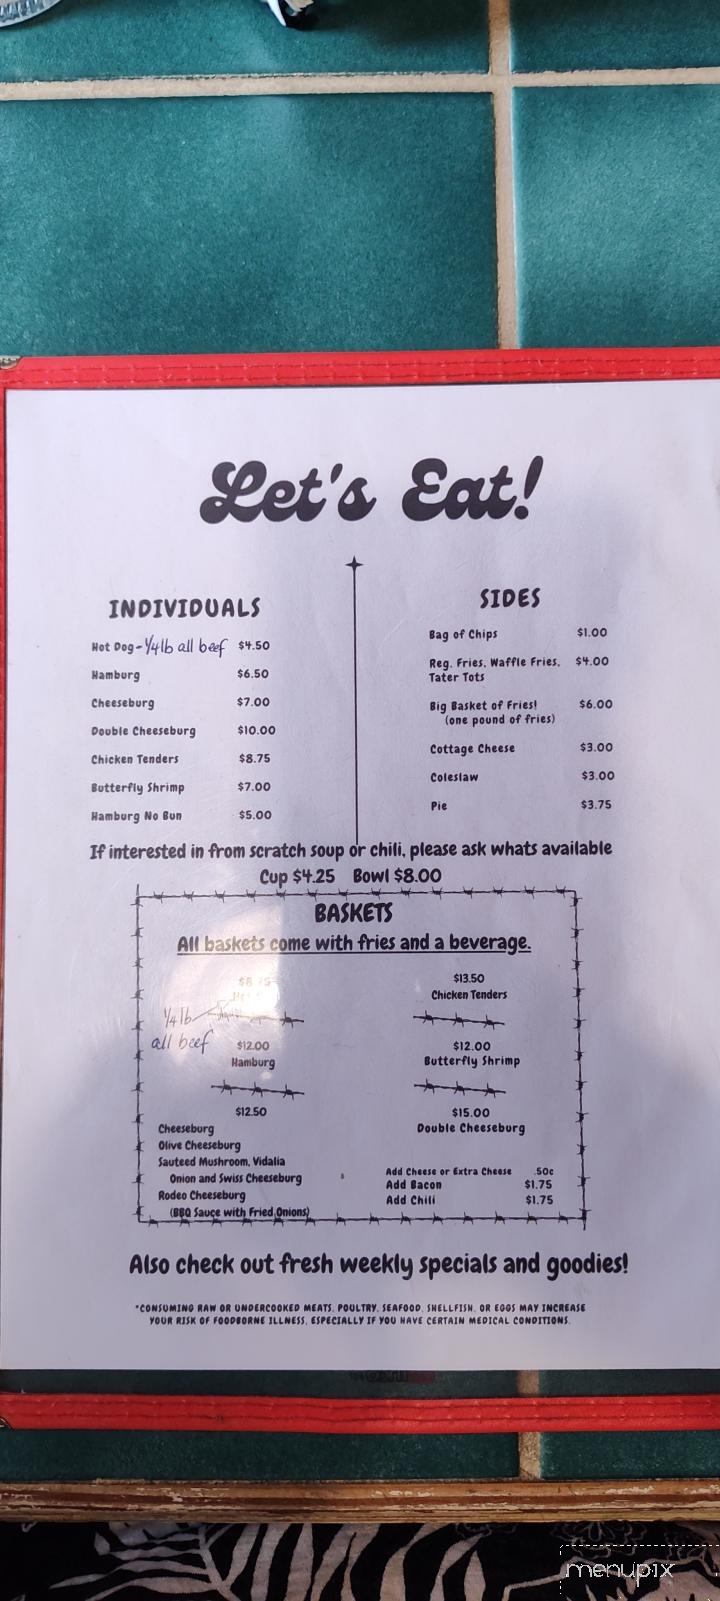 Let's Eat!
INDIVIDUALS
Hot Dog - 1/4 lb all beef $4.50
Hamburg $6.50
Cheeseburg $7.00
Double Cheeseburg $10.00
Chicken Tenders $8.75
Butterfly Shrimp $7.00
Hamburg No Bun $5.00
SIDES
Bag of Chips $1.00
Reg. Fries, Waffle Fries, $4.00
Tater Tots
Big Basket of Fries! $6.00
(one pound of fries)
Cottage Cheese $3.00
Coleslaw $3.00
Pie $3.75
If interested in from scratch soup or chili, please ask whats available
Cup $4.25 Bowl $8.00
BASKETS
All baskets come with fries and a beverage.
$8.75
1/4 lb
all beef
$12.00
Hamburg
$12.50
Cheeseburg
Olive Cheeseburg
Sauteed Mushroom, Vidalia
Onion and Swiss Cheeseburg
Rodeo Cheeseburg
(BBQ Sauce with Fried Onions)
$13.50
Chicken Tenders
$12.00
Butterfly Shrimp
$15.00
Double Cheeseburg
Add Cheese or Extra Cheese .50c
Add Bacon $1.75
Add Chili $1.75
Also check out fresh weekly specials and goodies!
*CONSUMING RAW OR UNDERCOOKED MEATS, POULTRY, SEAFOOD, SHELLFISH, OR EGGS MAY INCREASE
YOUR RISK OF FOODBORNE ILLNESS, ESPECIALLY IF YOU HAVE CERTAIN MEDICAL CONDITIONS.
menupix